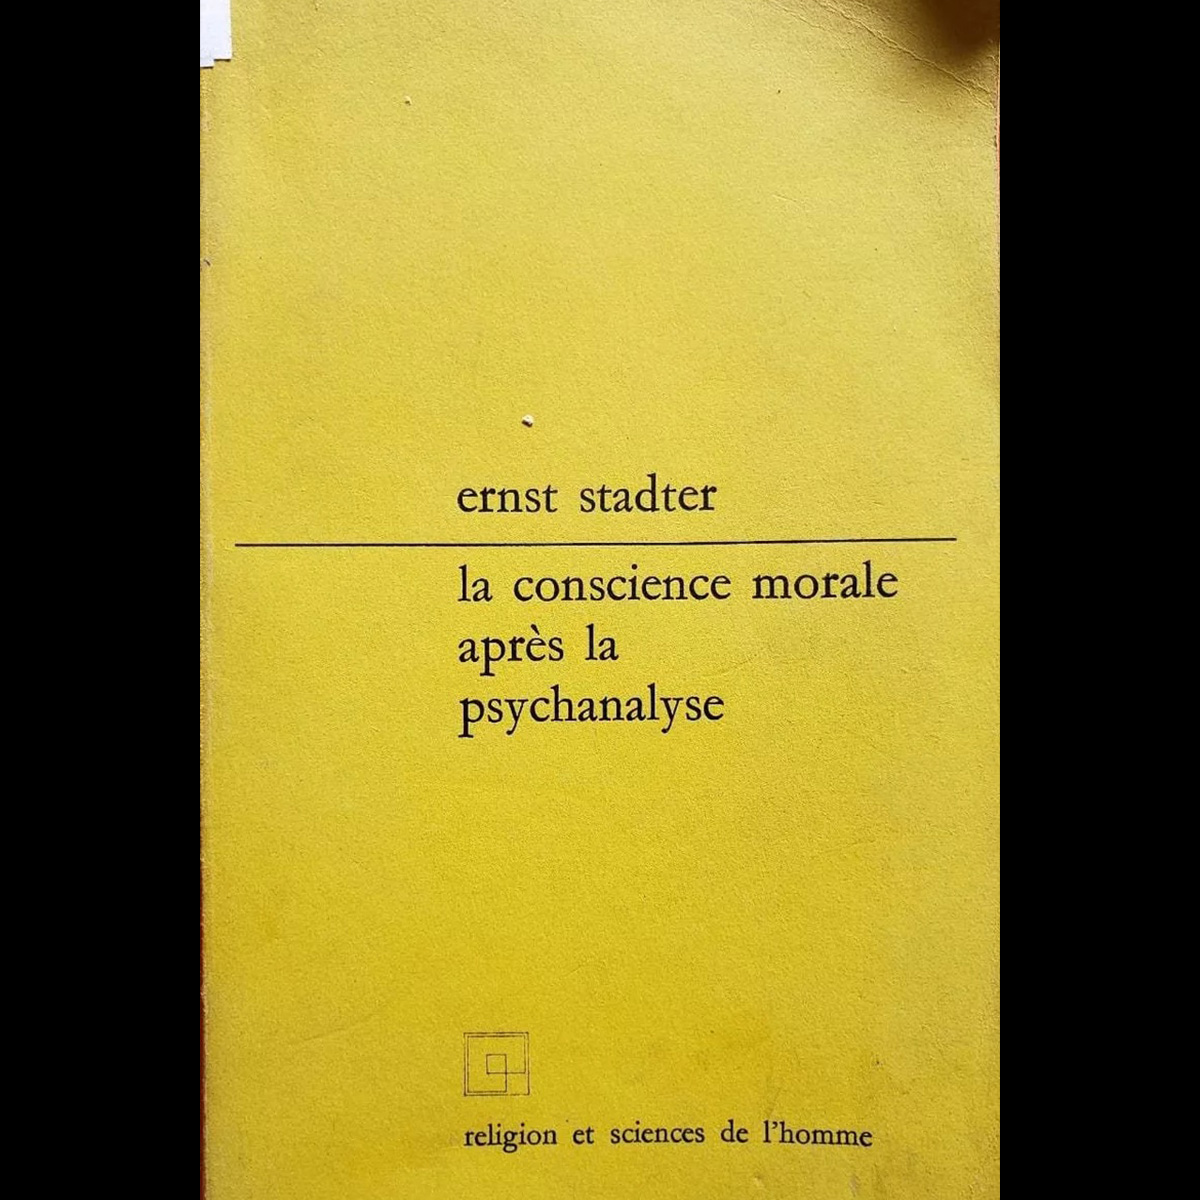 ernst stadter
la conscience morale
après la
psychanalyse
religion et sciences de l'homme